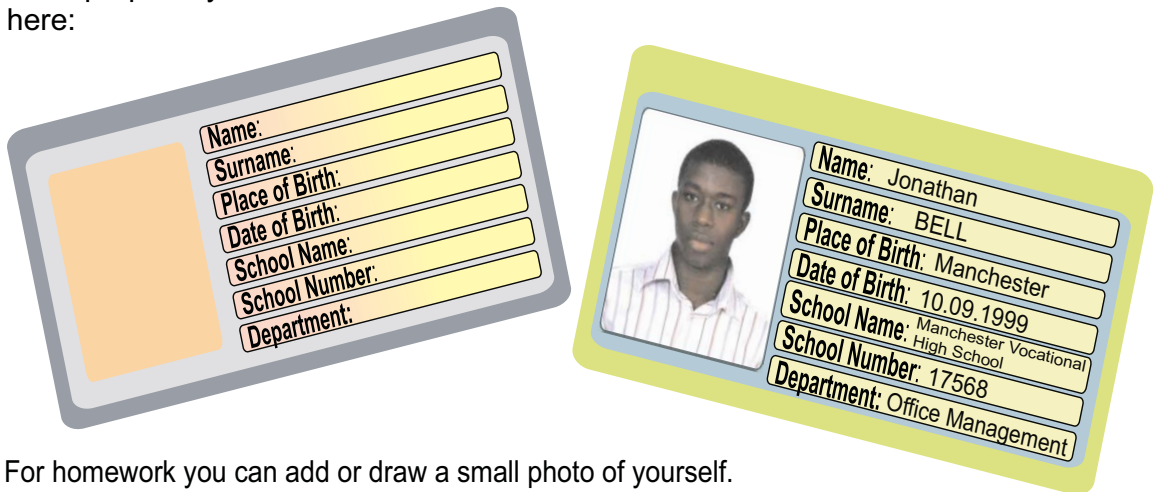 here:
Name:
Surname:
Place of Birth:
Date of Birth:
School Name:
School Number:
Department:
Name: Jonathan
Surname: BELL
Place of Birth: Manchester
Date of Birth: 10.09.1999
School Name: Manchester Vocational
High School
School Number: 17568
Department: Office Management
For homework you can add or draw a small photo of yourself.